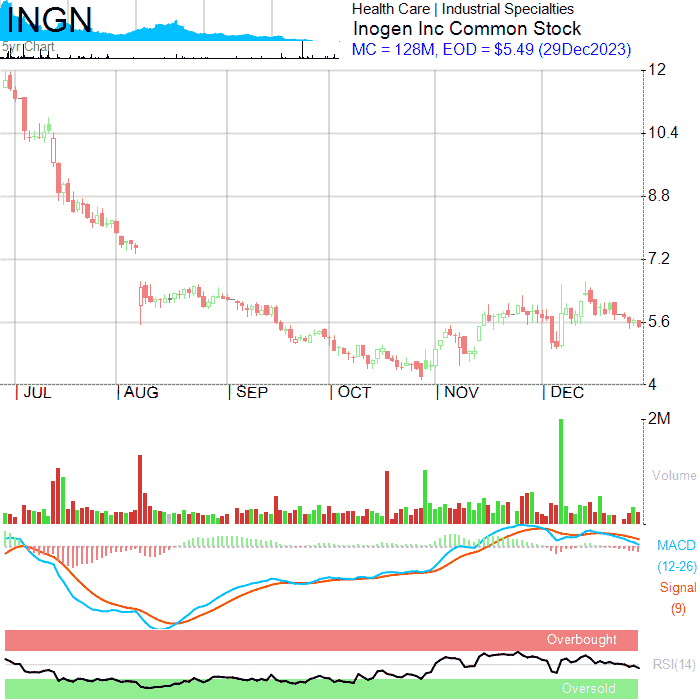 INGN
5yr Chart
Health Care | Industrial Specialties
Inogen Inc Common Stock
MC = 128M, EOD = $5.49 (29Dec2023)
12
10.4
8.8
7.2
5.6
4
JUL AUG SEP OCT NOV DEC
2M
Volume
MACD
(12-26)
Signal
(9)
Overbought
RSI(14)
Oversold